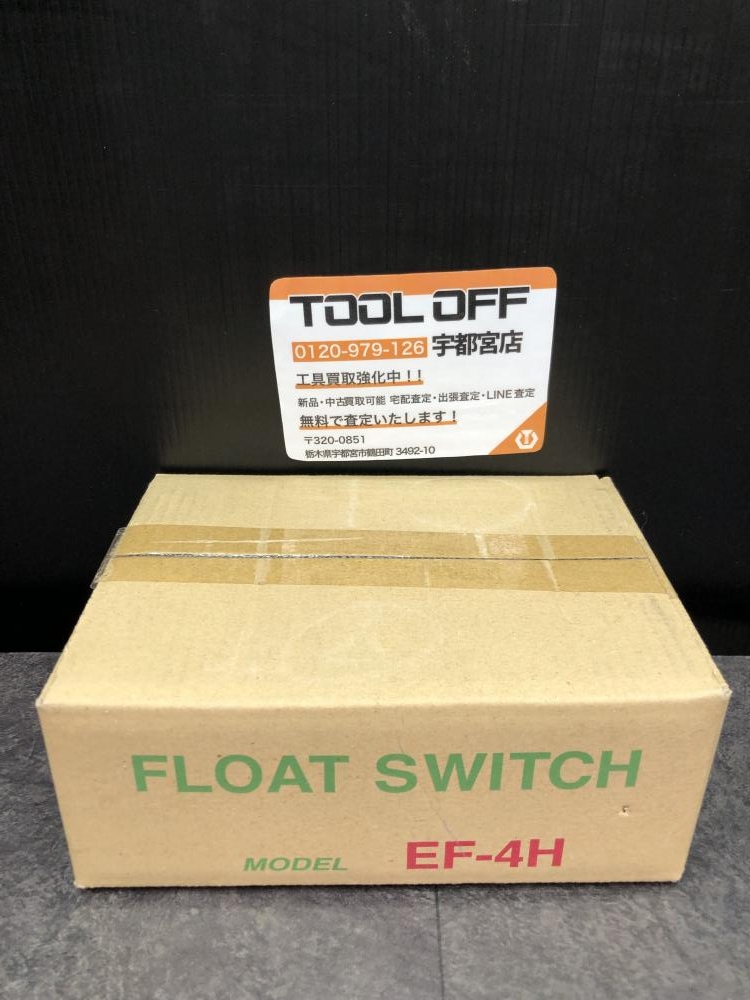 TOOL OFF
0120-979-126 宇都宮店
工具買取強化中！！
新品・中古買取可能 宅配査定・出張査定・LINE査定
無料で査定いたします！
〒320-0851
栃木県宇都宮市鶴田町 3492-10
FLOAT SWITCH
MODEL EF-4H